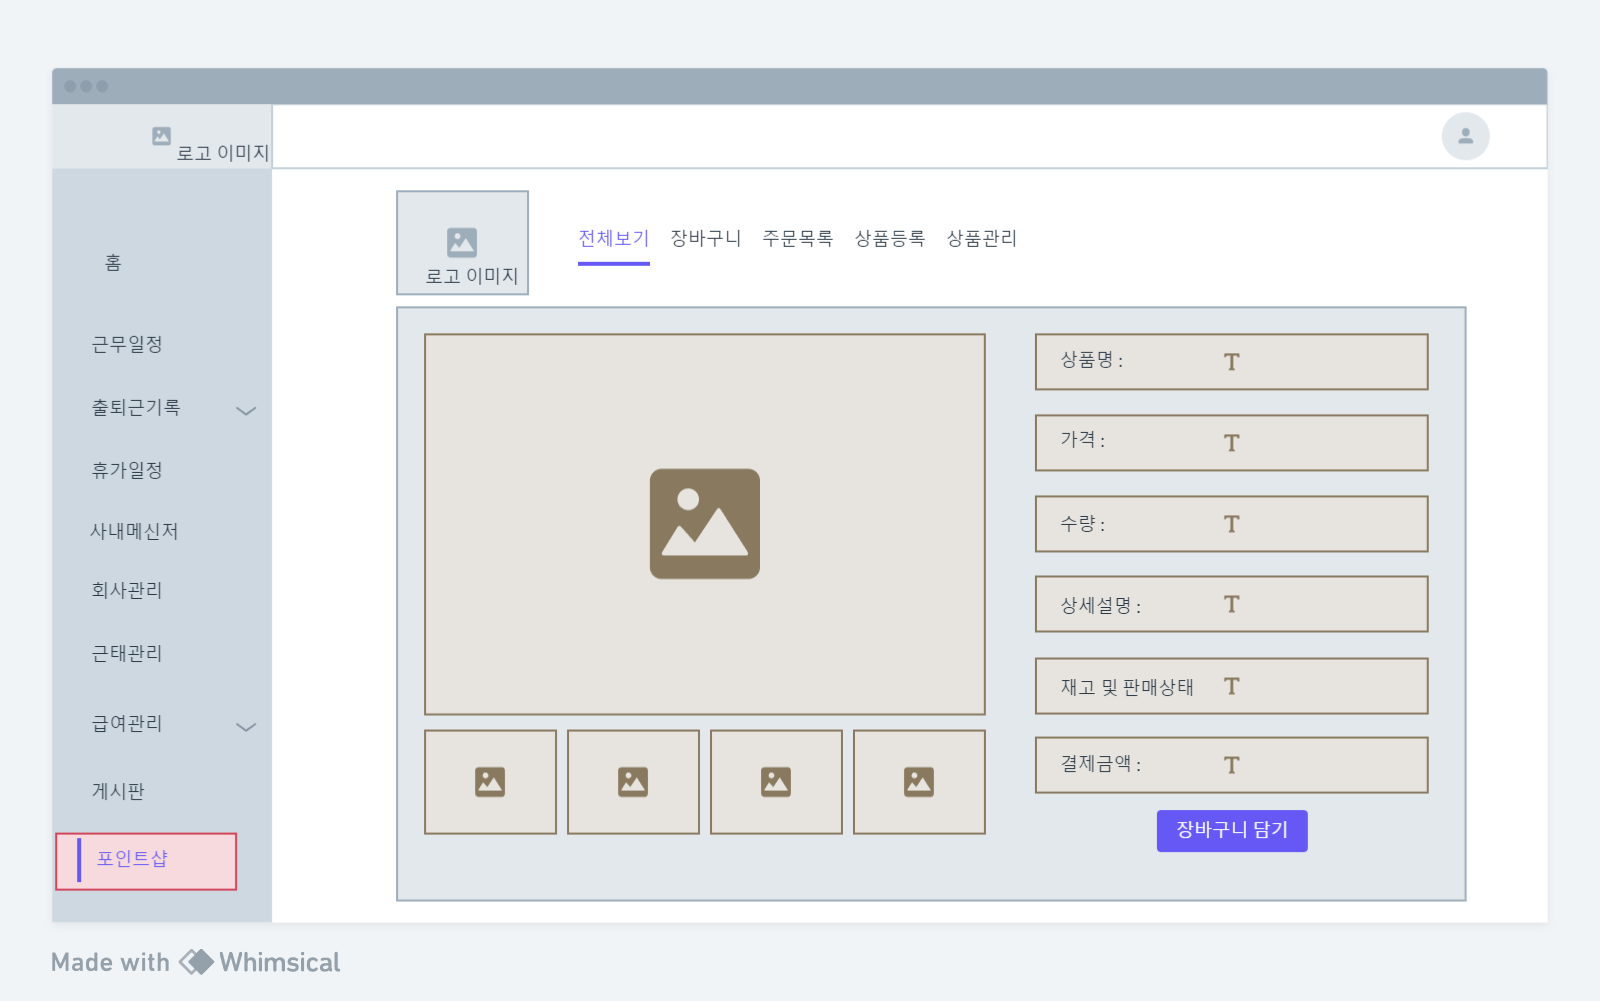 로고 이미지
홈
근무일정
출퇴근기록
휴가일정
사내메신저
회사관리
근태관리
급여관리
게시판
포인트샵
로고 이미지
전체보기 장바구니 주문목록 상품등록 상품관리
상품명 : T
가격 : T
수량 : T
상세설명 : T
재고 및 판매상태 T
결제금액 : T
장바구니 담기
Made with Whimsical